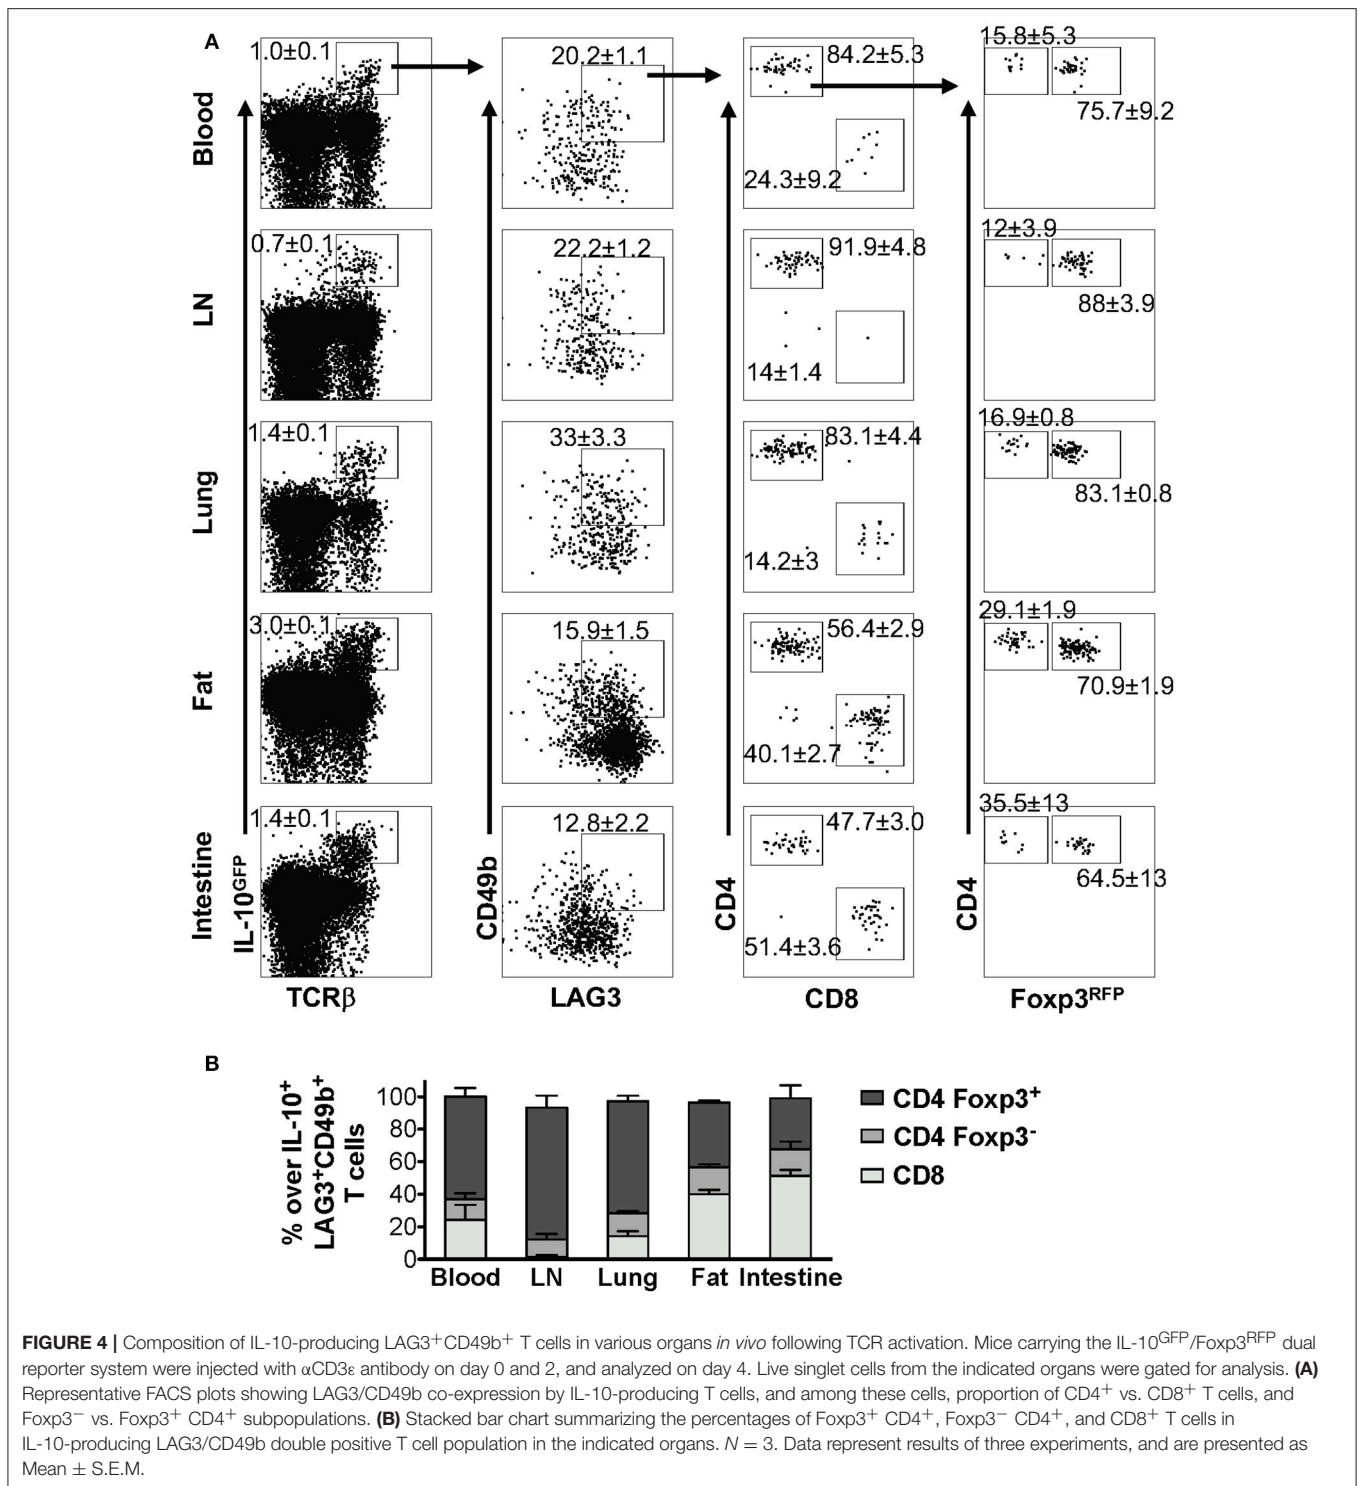 A
1.0±0.1
20.2±1.1
84.2±5.3
15.8±5.3
75.7±9.2
24.3±9.2
Blood
0.7±0.1
22.2±1.2
91.9±4.8
12±3.9
88±3.9
14±1.4
LN
1.4±0.1
33±3.3
83.1±4.4
16.9±0.8
83.1±0.8
14.2±3
Lung
3.0±0.1
15.9±1.5
56.4±2.9
29.1±1.9
70.9±1.9
40.1±2.7
Fat
1.4±0.1
12.8±2.2
47.7±3.0
35.5±13
64.5±13
51.4±3.6
Intestine
IL-10GFP
CD49b
CD4
CD4
TCRβ
LAG3
CD8
Foxp3RFP
B
% over IL-10+
LAG3+CD49b+
T cells
100
80
60
40
20
0
Blood LN Lung Fat Intestine
CD4 Foxp3+
CD4 Foxp3-
CD8
FIGURE 4 | Composition of IL-10-producing LAG3+CD49b+ T cells in various organs in vivo following TCR activation. Mice carrying the IL-10GFP/Foxp3RFP dual
reporter system were injected with αCD3ε antibody on day 0 and 2, and analyzed on day 4. Live singlet cells from the indicated organs were gated for analysis. (A)
Representative FACS plots showing LAG3/CD49b co-expression by IL-10-producing T cells, and among these cells, proportion of CD4+ vs. CD8+ T cells, and
Foxp3− vs. Foxp3+ CD4+ subpopulations. (B) Stacked bar chart summarizing the percentages of Foxp3+ CD4+, Foxp3− CD4+, and CD8+ T cells in
IL-10-producing LAG3/CD49b double positive T cell population in the indicated organs. N = 3. Data represent results of three experiments, and are presented as
Mean ± S.E.M.